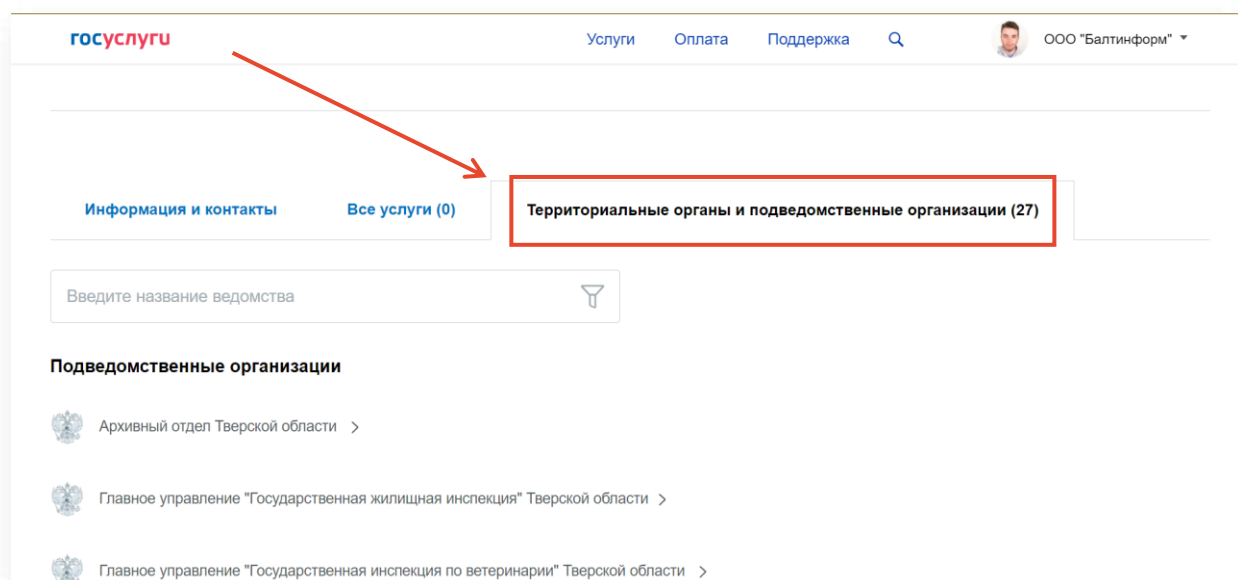 госуслуги Услуги Оплата Поддержка ООО "Балтинформ"
Информация и контакты Все услуги (0) Территориальные органы и подведомственные организации (27)
Введите название ведомства
Подведомственные организации
Архивный отдел Тверской области
Главное управление "Государственная жилищная инспекция" Тверской области
Главное управление "Государственная инспекция по ветеринарии" Тверской области